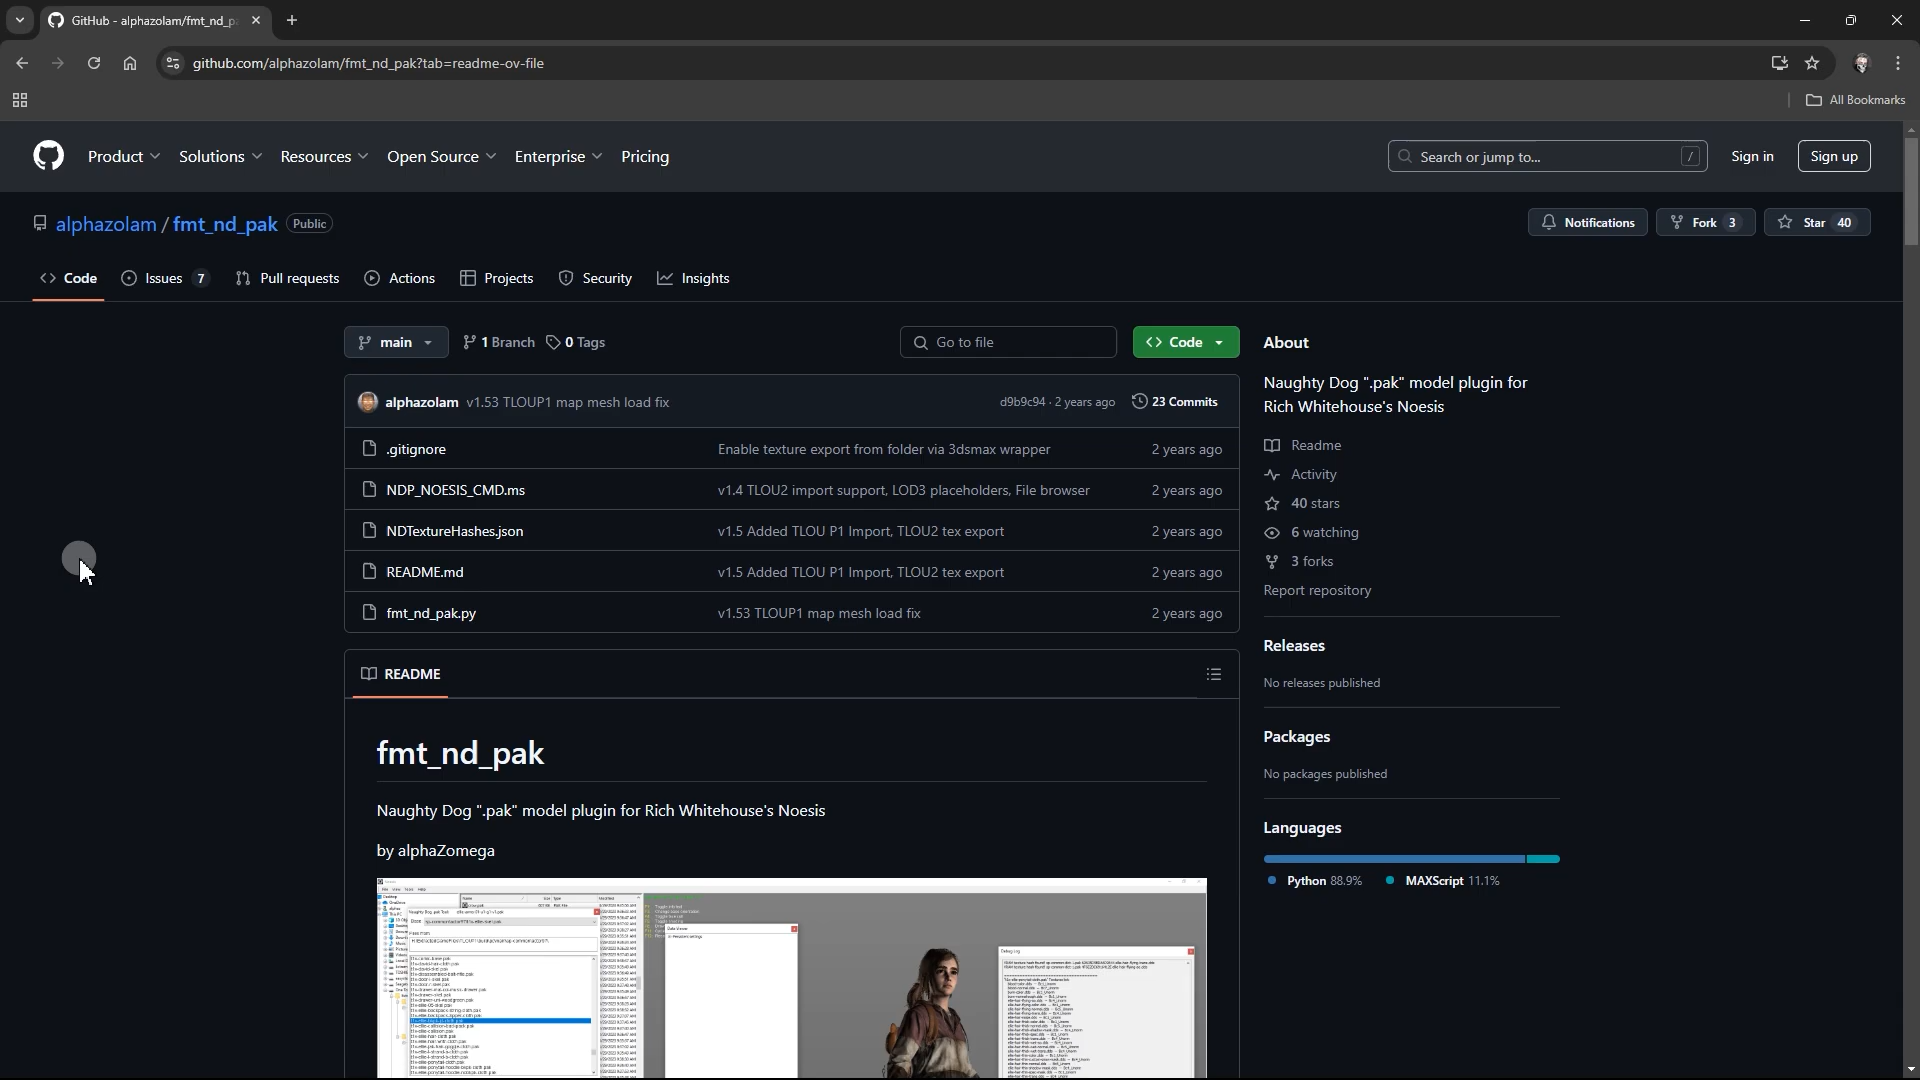 GitHub - alphazolam/fmt_nd_p
github.com/alphazolam/fmt_nd_pak?tab=readme-ov-file
All Bookmarks
Product Solutions Resources Open Source Enterprise Pricing
Search or jump to... /
Sign in
Sign up
alphazolam / fmt_nd_pak Public
Notifications
Fork 3
Star 40
Code Issues 7 Pull requests Actions Projects Security Insights
main
1 Branch 0 Tags
Go to file
Code
alphazolam v1.53 TLOUP1 map mesh load fix d9b9c94 · 2 years ago 23 Commits
.gitignore Enable texture export from folder via 3dsmax wrapper 2 years ago
NDP_NOESIS_CMD.ms v1.4 TLOU2 import support, LOD3 placeholders, File browser 2 years ago
NDTextureHashes.json v1.5 Added TLOU P1 Import, TLOU2 tex export 2 years ago
README.md v1.5 Added TLOU P1 Import, TLOU2 tex export 2 years ago
fmt_nd_pak.py v1.53 TLOUP1 map mesh load fix 2 years ago
README
fmt_nd_pak
Naughty Dog ".pak" model plugin for Rich Whitehouse's Noesis
by alphaZomega
About
Naughty Dog ".pak" model plugin for
Rich Whitehouse's Noesis
Readme
Activity
40 stars
6 watching
3 forks
Report repository
Releases
No releases published
Packages
No packages published
Languages
Python 88.9% MAXScript 11.1%